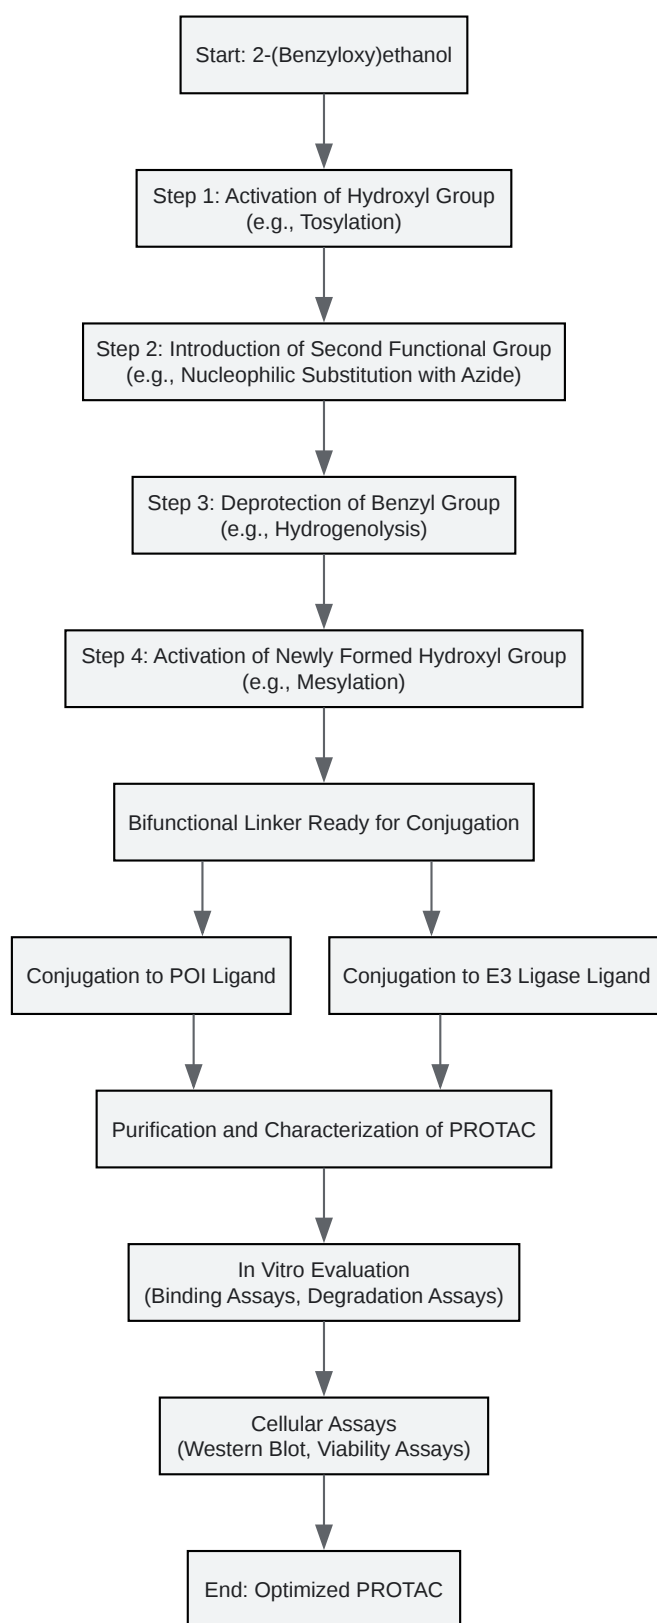 Start: 2-(Benzyloxy)ethanol
Step 1: Activation of Hydroxyl Group
(e.g., Tosylation)
Step 2: Introduction of Second Functional Group
(e.g., Nucleophilic Substitution with Azide)
Step 3: Deprotection of Benzyl Group
(e.g., Hydrogenolysis)
Step 4: Activation of Newly Formed Hydroxyl Group
(e.g., Mesylation)
Bifunctional Linker Ready for Conjugation
Conjugation to POI Ligand
Conjugation to E3 Ligase Ligand
Purification and Characterization of PROTAC
In Vitro Evaluation
(Binding Assays, Degradation Assays)
Cellular Assays
(Western Blot, Viability Assays)
End: Optimized PROTAC